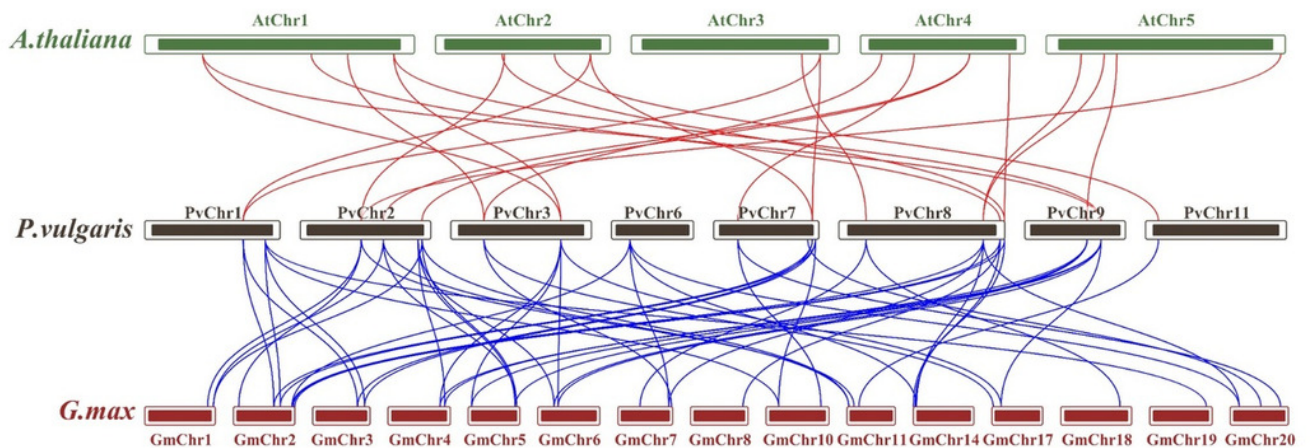 AtChr1 AtChr2 AtChr3 AtChr4 AtChr5
A.thaliana
PvChr1 PvChr2 PvChr3 PvChr6 PvChr7 PvChr8 PvChr9 PvChr11
P.vulgaris
G.max
GmChr1 GmChr2 GmChr3 GmChr4 GmChr5 GmChr6 GmChr7 GmChr8 GmChr10 GmChr11 GmChr14 GmChr17 GmChr18 GmChr19 GmChr20